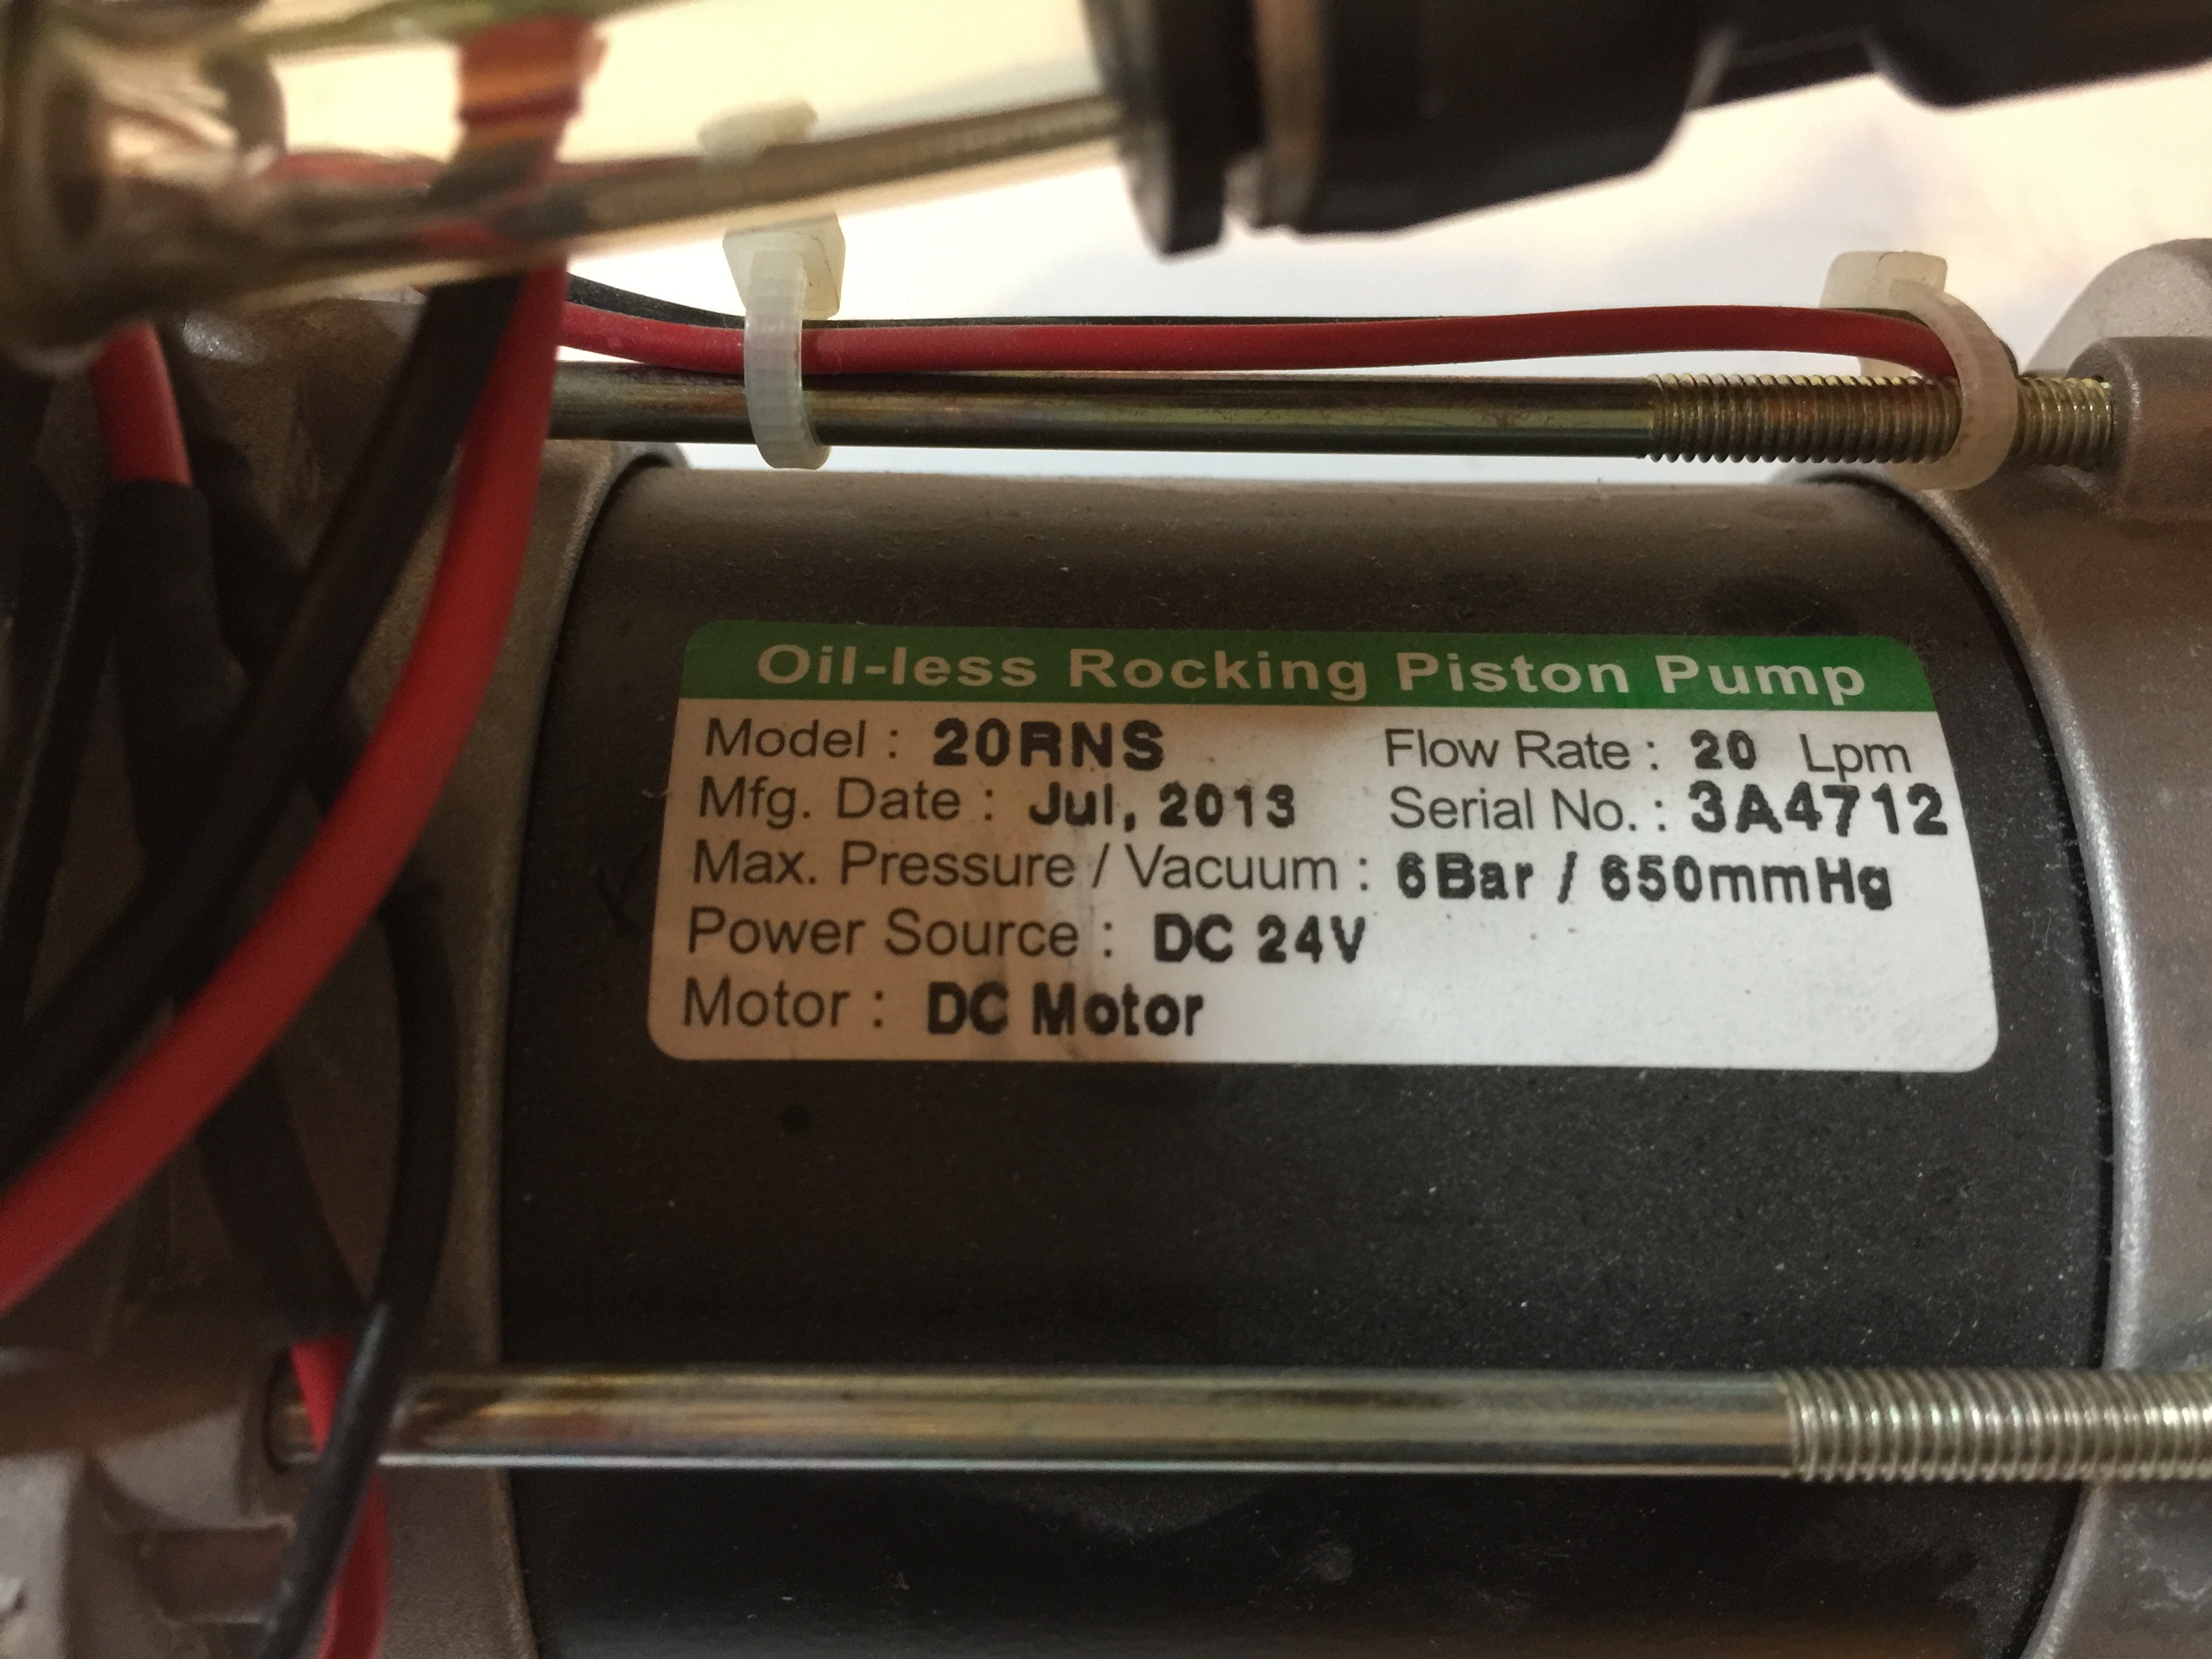 Oil-less Rocking Piston Pump
Model : 20RNS Flow Rate : 20 Lpm
Mfg. Date : Jul, 2013 Serial No. : 3A4712
Max. Pressure / Vacuum : 6Bar / 650mmHg
Power Source : DC 24V
Motor : DC Motor